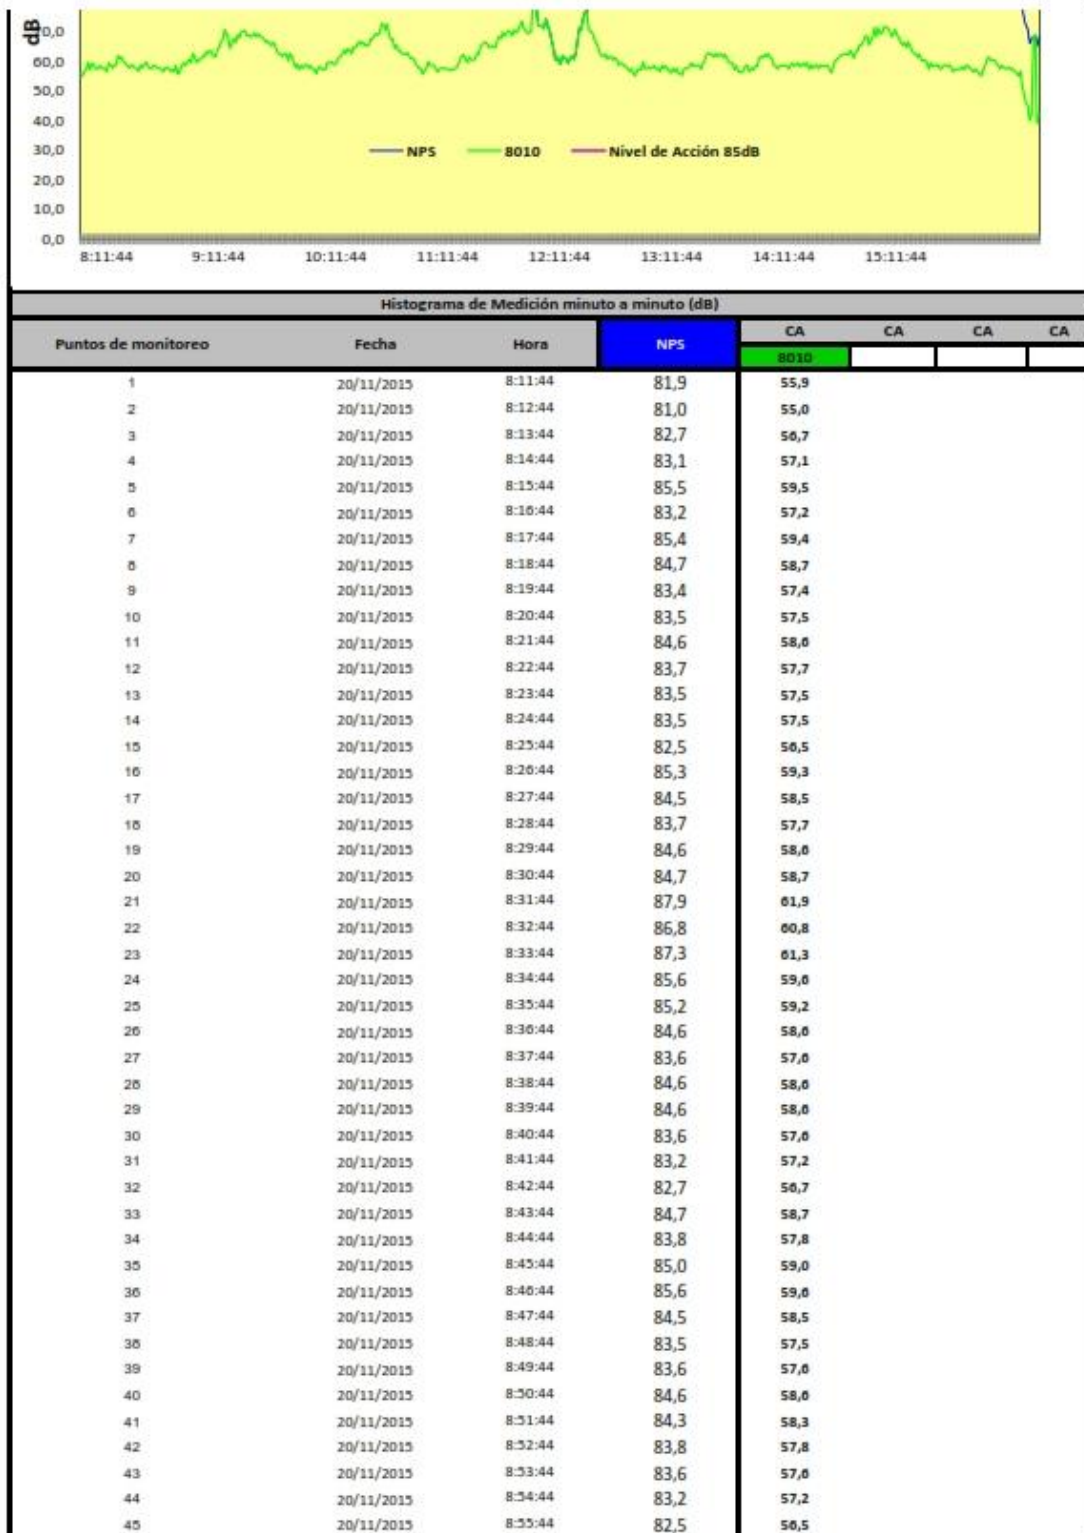 dB
70,0
60,0
50,0
40,0
30,0
20,0
10,0
0,0
NPS 8010 Nivel de Acción 85dB
8:11:44 9:11:44 10:11:44 11:11:44 12:11:44 13:11:44 14:11:44 15:11:44
Histograma de Medición minuto a minuto (dB)
Puntos de monitoreo Fecha Hora NPS CA CA CA CA
8010
1 20/11/2015 8:11:44 81,9 55,9
2 20/11/2015 8:12:44 81,0 55,0
3 20/11/2015 8:13:44 82,7 56,7
4 20/11/2015 8:14:44 83,1 57,1
5 20/11/2015 8:15:44 85,5 59,5
6 20/11/2015 8:16:44 83,2 57,2
7 20/11/2015 8:17:44 85,4 59,4
8 20/11/2015 8:18:44 84,7 58,7
9 20/11/2015 8:19:44 83,4 57,4
10 20/11/2015 8:20:44 83,5 57,5
11 20/11/2015 8:21:44 84,6 58,6
12 20/11/2015 8:22:44 83,7 57,7
13 20/11/2015 8:23:44 83,5 57,5
14 20/11/2015 8:24:44 83,5 57,5
15 20/11/2015 8:25:44 82,5 56,5
16 20/11/2015 8:26:44 85,3 59,3
17 20/11/2015 8:27:44 84,5 58,5
18 20/11/2015 8:28:44 83,7 57,7
19 20/11/2015 8:29:44 84,6 58,6
20 20/11/2015 8:30:44 84,7 58,7
21 20/11/2015 8:31:44 87,9 61,9
22 20/11/2015 8:32:44 86,8 60,8
23 20/11/2015 8:33:44 87,3 61,3
24 20/11/2015 8:34:44 85,6 59,6
25 20/11/2015 8:35:44 85,2 59,2
26 20/11/2015 8:36:44 84,6 58,6
27 20/11/2015 8:37:44 83,6 57,6
28 20/11/2015 8:38:44 84,6 58,6
29 20/11/2015 8:39:44 84,6 58,6
30 20/11/2015 8:40:44 83,6 57,6
31 20/11/2015 8:41:44 83,2 57,2
32 20/11/2015 8:42:44 82,7 56,7
33 20/11/2015 8:43:44 84,7 58,7
34 20/11/2015 8:44:44 83,8 57,8
35 20/11/2015 8:45:44 85,0 59,0
36 20/11/2015 8:46:44 85,6 59,6
37 20/11/2015 8:47:44 84,5 58,5
38 20/11/2015 8:48:44 83,5 57,5
39 20/11/2015 8:49:44 83,6 57,6
40 20/11/2015 8:50:44 84,6 58,6
41 20/11/2015 8:51:44 84,3 58,3
42 20/11/2015 8:52:44 83,8 57,8
43 20/11/2015 8:53:44 83,6 57,6
44 20/11/2015 8:54:44 83,2 57,2
45 20/11/2015 8:55:44 82,5 56,5